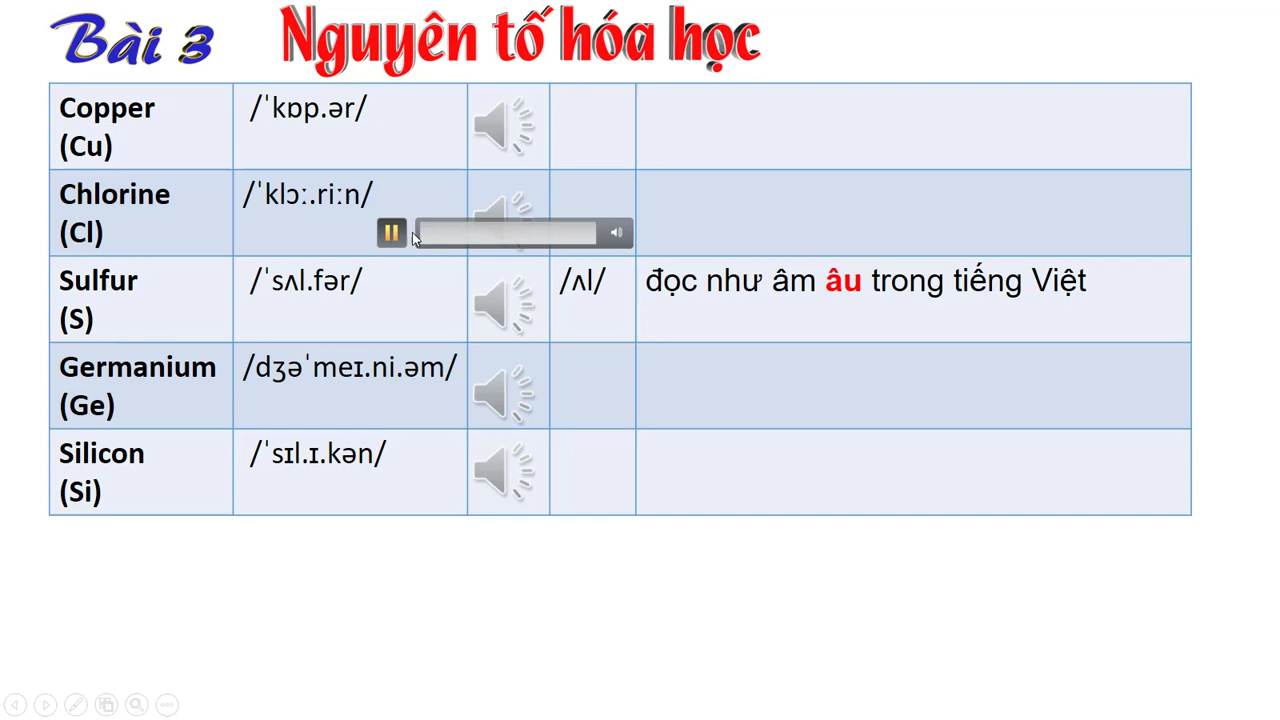 Bài 3 Nguyên tố hóa học
Copper /ˈkɒp.ər/
(Cu)
Chlorine /ˈklɔː.riːn/
(Cl)
Sulfur /ˈsʌl.fər/ /ʌl/ đọc như âm âu trong tiếng Việt
(S)
Germanium /dʒəˈmeɪ.ni.əm/
(Ge)
Silicon /ˈsɪl.ɪ.kən/
(Si)